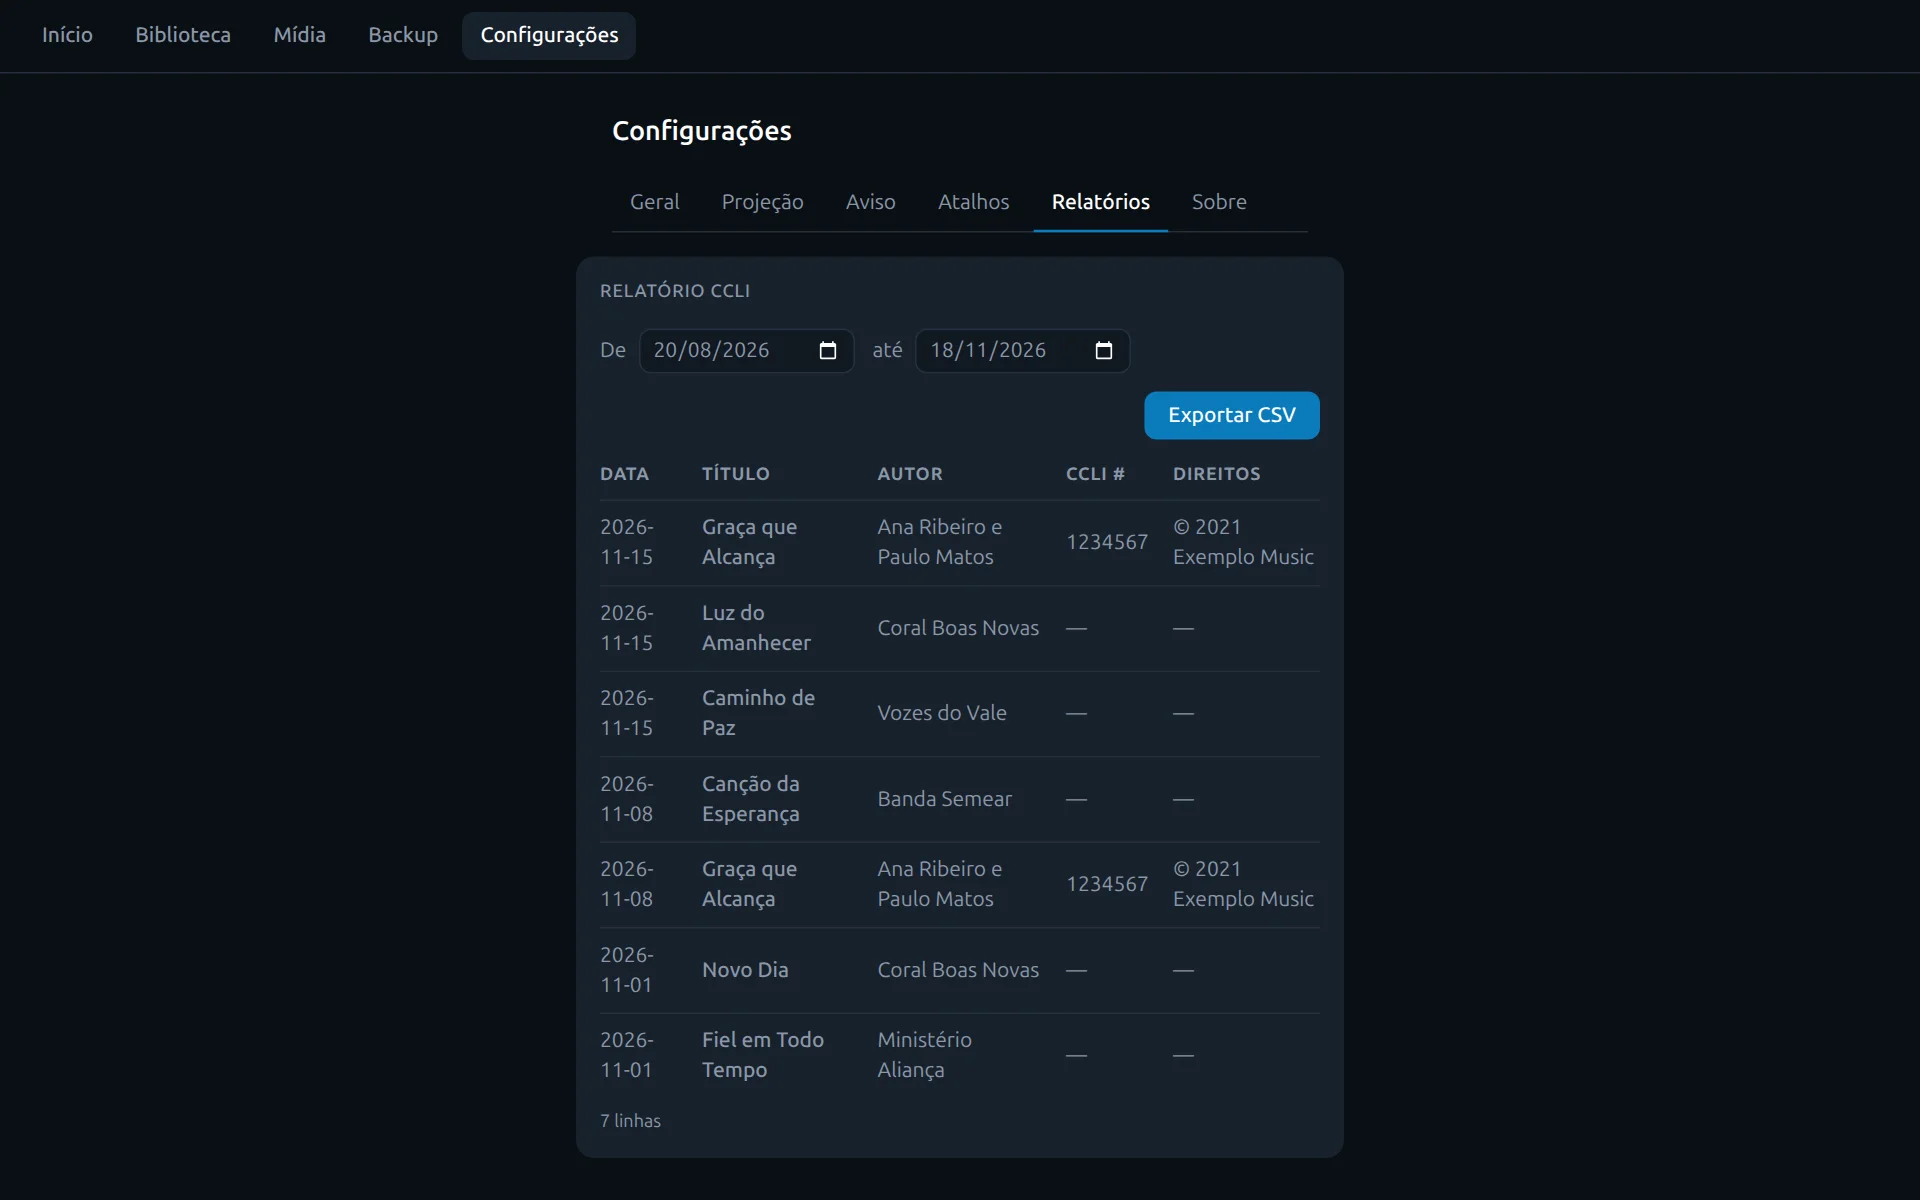 Início Biblioteca Mídia Backup Configurações
Configurações
Geral Projeção Aviso Atalhos Relatórios Sobre
RELATÓRIO CCLI
De 20/08/2026 até 18/11/2026
Exportar CSV
DATA TÍTULO AUTOR CCLI # DIREITOS
2026-11-15 Graça que Alcança Ana Ribeiro e Paulo Matos 1234567 © 2021 Exemplo Music
2026-11-15 Luz do Amanhecer Coral Boas Novas — —
2026-11-15 Caminho de Paz Vozes do Vale — —
2026-11-08 Canção da Esperança Banda Semear — —
2026-11-08 Graça que Alcança Ana Ribeiro e Paulo Matos 1234567 © 2021 Exemplo Music
2026-11-01 Novo Dia Coral Boas Novas — —
2026-11-01 Fiel em Todo Tempo Ministério Aliança — —
7 linhas